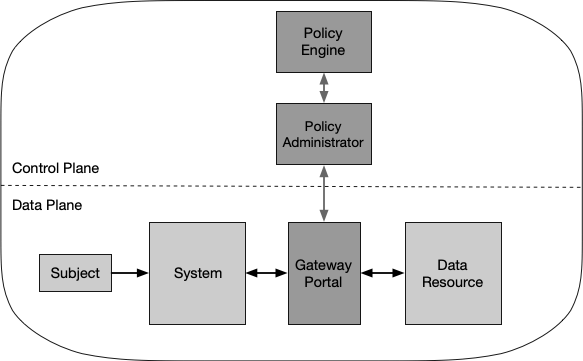 Policy
Engine
Policy
Administrator
Control Plane
Data Plane
Subject
System
Gateway
Portal
Data
Resource